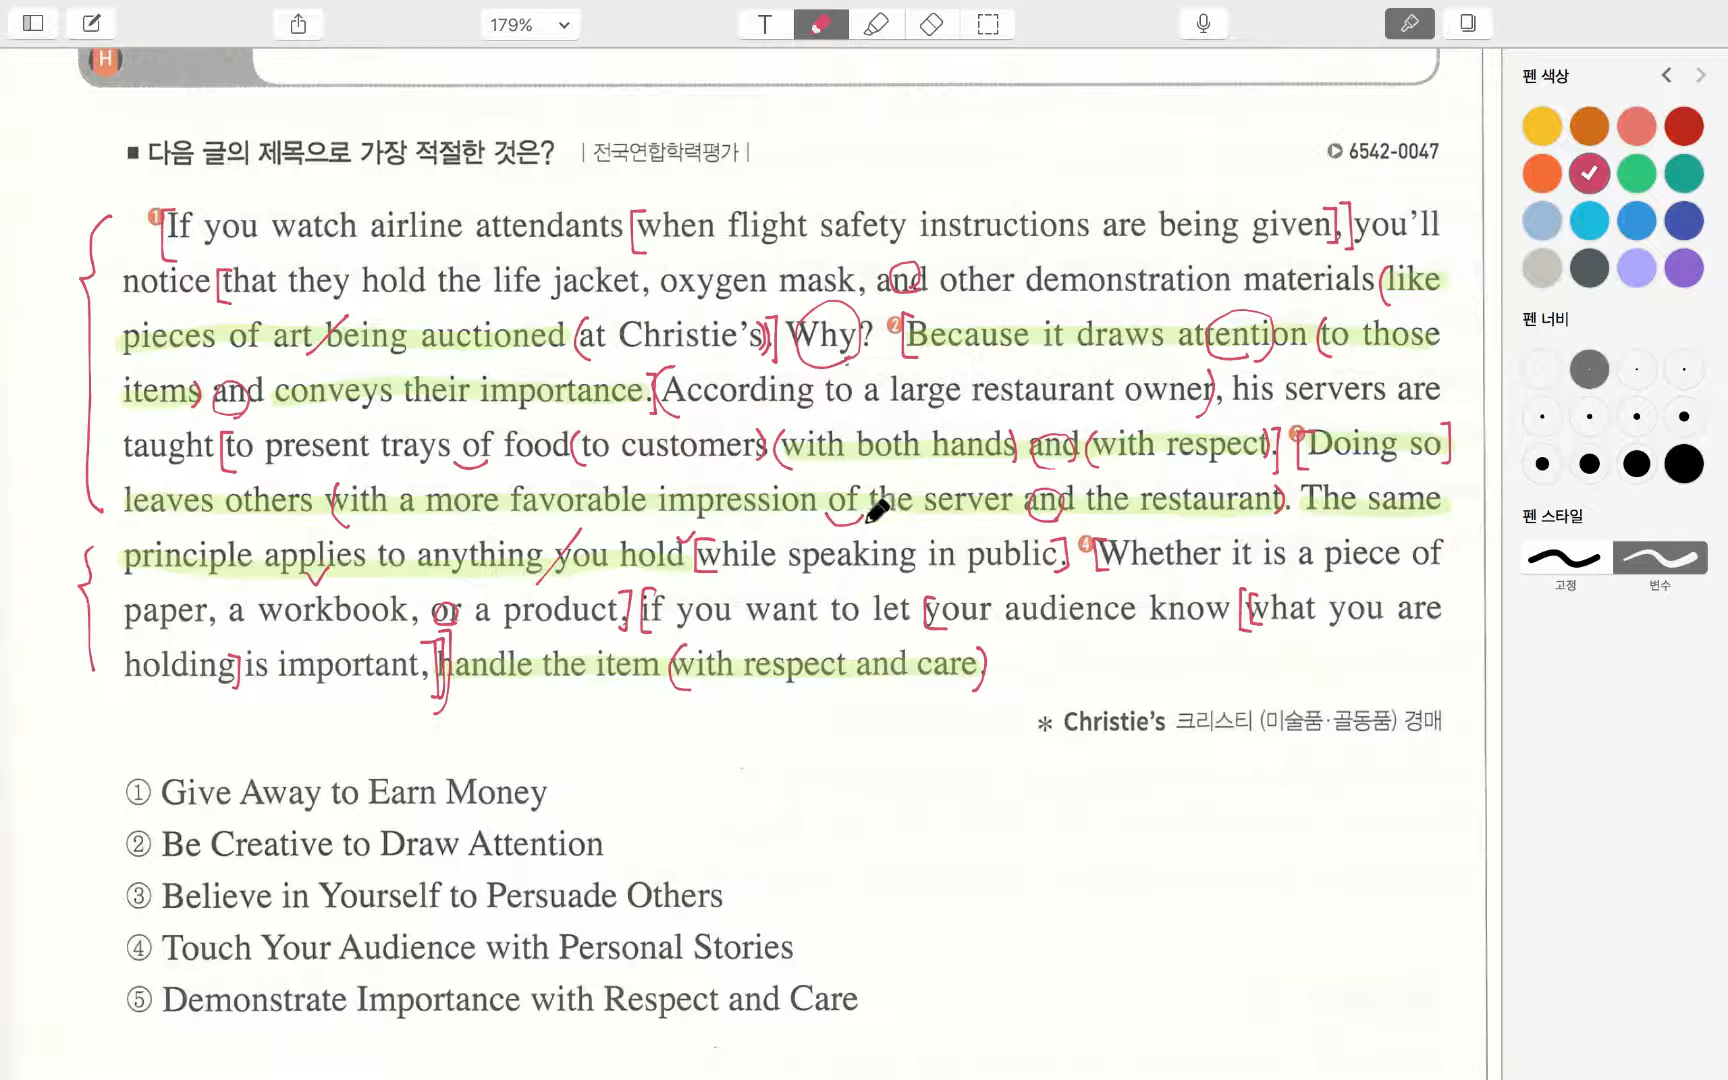 179%
T
H
펜 색상
■ 다음 글의 제목으로 가장 적절한 것은? | 전국연합학력평가 |
6542-0047
① If you watch airline attendants when flight safety instructions are being given, you'll
notice that they hold the life jacket, oxygen mask, and other demonstration materials like
pieces of art being auctioned at Christie's. Why? ② Because it draws attention to those
items and conveys their importance. According to a large restaurant owner, his servers are
taught to present trays of food to customers with both hands and with respect. Doing so
leaves others with a more favorable impression of the server and the restaurant. The same
principle applies to anything you hold while speaking in public. ④ Whether it is a piece of
paper, a workbook, or a product, if you want to let your audience know what you are
holding is important, handle the item with respect and care.
* Christie's 크리스티 (미술품·골동품) 경매
① Give Away to Earn Money
② Be Creative to Draw Attention
③ Believe in Yourself to Persuade Others
④ Touch Your Audience with Personal Stories
⑤ Demonstrate Importance with Respect and Care
펜 너비
펜 스타일
고정
변수